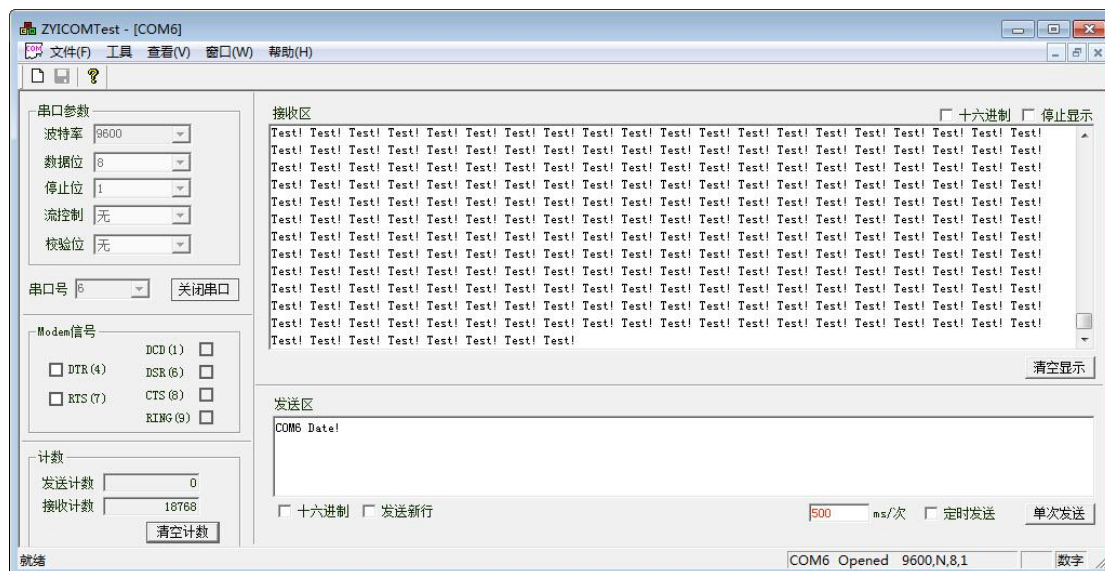 ZYICOMTest - [COM6]
文件(F) 工具 查看(V) 窗口(W) 帮助(H)
串口参数
波特率 9600
数据位 8
停止位 1
流控制 无
校验位 无
串口号 6 关闭串口
Modem信号
DCD(1)
DTR(4)
DSR(6)
RTS(7)
CTS(8)
RING(9)
计数
发送计数 0
接收计数 18768
清空计数
接收区 十六进制 停止显示
Test! Test! Test! Test! Test! Test! Test! Test! Test! Test! Test! Test! Test! Test! Test! Test! Test! Test! Test! Test!
Test! Test! Test! Test! Test! Test! Test! Test! Test! Test! Test! Test! Test! Test! Test! Test! Test! Test! Test! Test!
Test! Test! Test! Test! Test! Test! Test! Test! Test! Test! Test! Test! Test! Test! Test! Test! Test! Test! Test! Test!
Test! Test! Test! Test! Test! Test! Test! Test! Test! Test! Test! Test! Test! Test! Test! Test! Test! Test! Test! Test!
Test! Test! Test! Test! Test! Test! Test! Test! Test! Test! Test! Test! Test! Test! Test! Test! Test! Test! Test! Test!
Test! Test! Test! Test! Test! Test! Test! Test! Test! Test! Test! Test! Test! Test! Test! Test! Test! Test! Test! Test!
Test! Test! Test! Test! Test! Test! Test! Test! Test! Test! Test! Test! Test! Test! Test! Test! Test! Test! Test! Test!
Test! Test! Test! Test! Test! Test! Test! Test! Test! Test! Test! Test! Test! Test! Test! Test! Test! Test! Test! Test!
Test! Test! Test! Test! Test! Test! Test! Test! Test! Test! Test! Test! Test! Test! Test! Test! Test! Test! Test! Test!
Test! Test! Test! Test! Test! Test! Test! Test! Test! Test! Test! Test! Test! Test! Test! Test! Test! Test! Test! Test!
Test! Test! Test! Test! Test! Test! Test! Test! Test! Test! Test! Test! Test! Test! Test! Test! Test! Test! Test! Test!
Test! Test! Test! Test! Test! Test! Test! Test! Test! Test! Test! Test! Test! Test! Test! Test! Test! Test! Test! Test!
Test! Test! Test! Test! Test! Test! Test! Test!
清空显示
发送区
COM6 Date!
十六进制 发送新行 500 ms/次 定时发送 单次发送
就绪 COM6 Opened 9600,N,8,1 数字